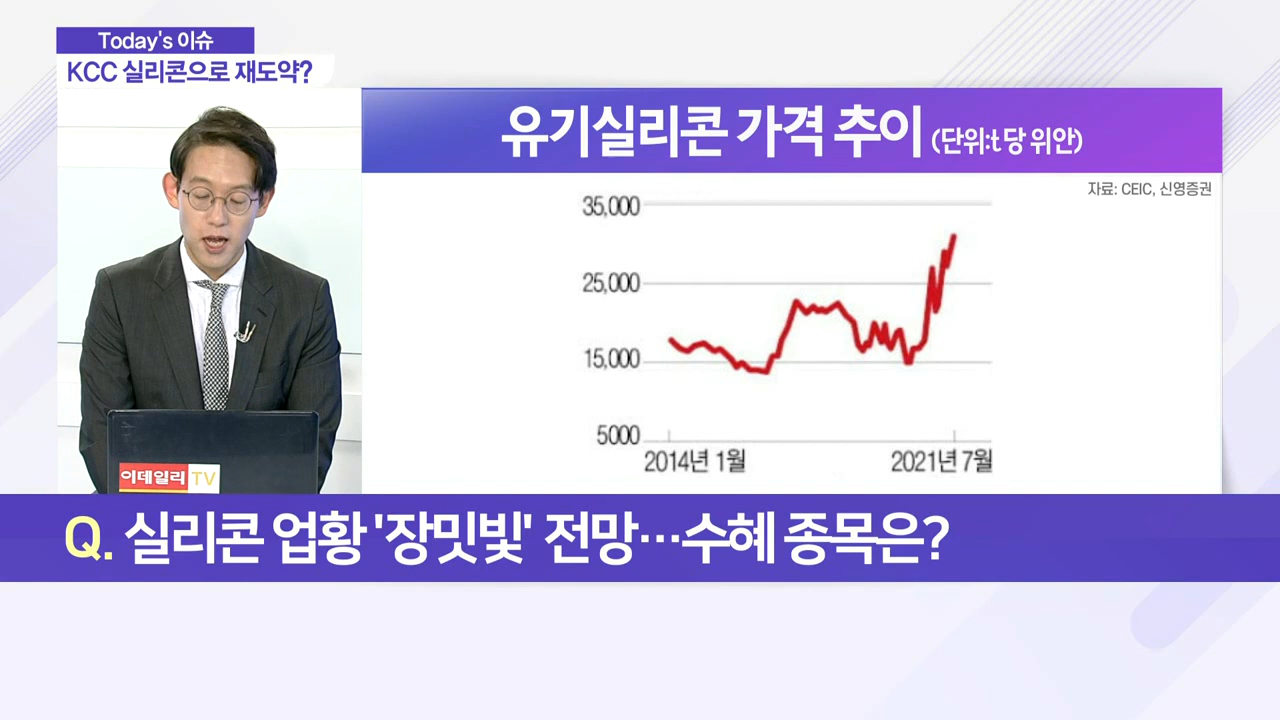 Today's 이슈
KCC 실리콘으로 재도약?
유기실리콘 가격 추이 (단위:t당 위안)
자료: CEIC, 신영증권
35,000
25,000
15,000
5000
2014년 1월
2021년 7월
이데일리 TV
Q. 실리콘 업황 '장밋빛' 전망…수혜 종목은?